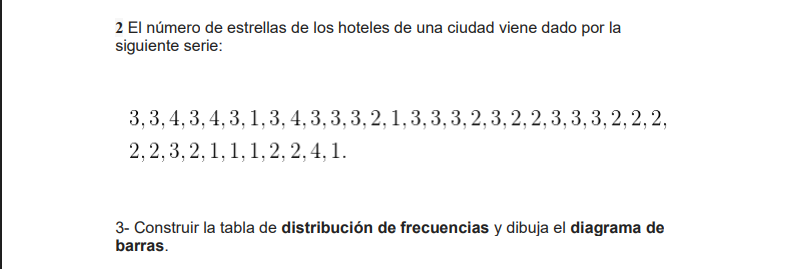 2 El número de estrellas de los hoteles de una ciudad viene dado por la
siguiente serie:
3, 3, 4, 3, 4, 3, 1, 3, 4, 3, 3, 3, 2, 1, 3, 3, 3, 2, 3, 2, 2, 3, 3, 3, 2, 2, 2,
2, 2, 3, 2, 1, 1, 1, 2, 2, 4, 1.
3- Construir la tabla de distribución de frecuencias y dibuja el diagrama de
barras.